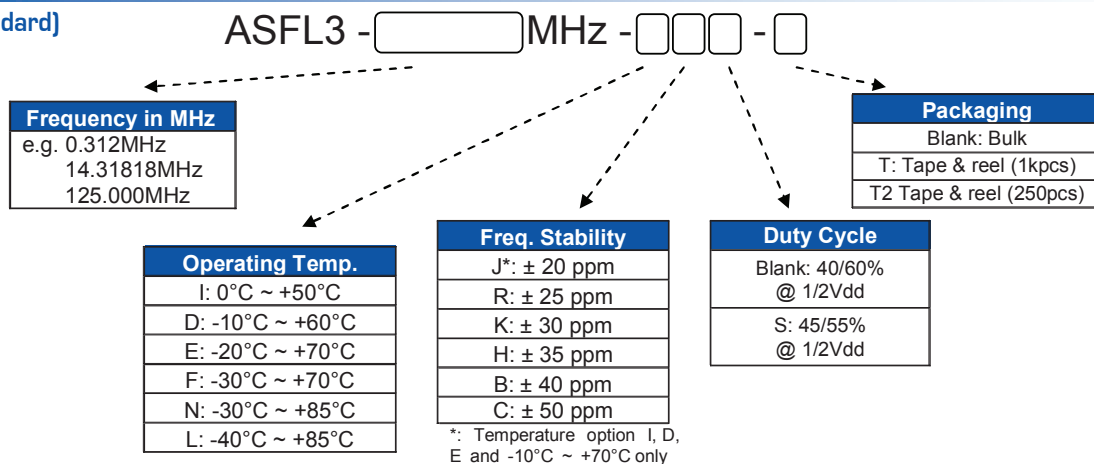 dard)
ASFL3 - MHz - -
Frequency in MHz
e.g. 0.312MHz
14.31818MHz
125.000MHz
Operating Temp.
I: 0°C ~ +50°C
D: -10°C ~ +60°C
E: -20°C ~ +70°C
F: -30°C ~ +70°C
N: -30°C ~ +85°C
L: -40°C ~ +85°C
Freq. Stability
J*: ± 20 ppm
R: ± 25 ppm
K: ± 30 ppm
H: ± 35 ppm
B: ± 40 ppm
C: ± 50 ppm
*: Temperature option I, D,
E and -10°C ~ +70°C only
Duty Cycle
Blank: 40/60%
@ 1/2Vdd
S: 45/55%
@ 1/2Vdd
Packaging
Blank: Bulk
T: Tape & reel (1kpcs)
T2 Tape & reel (250pcs)